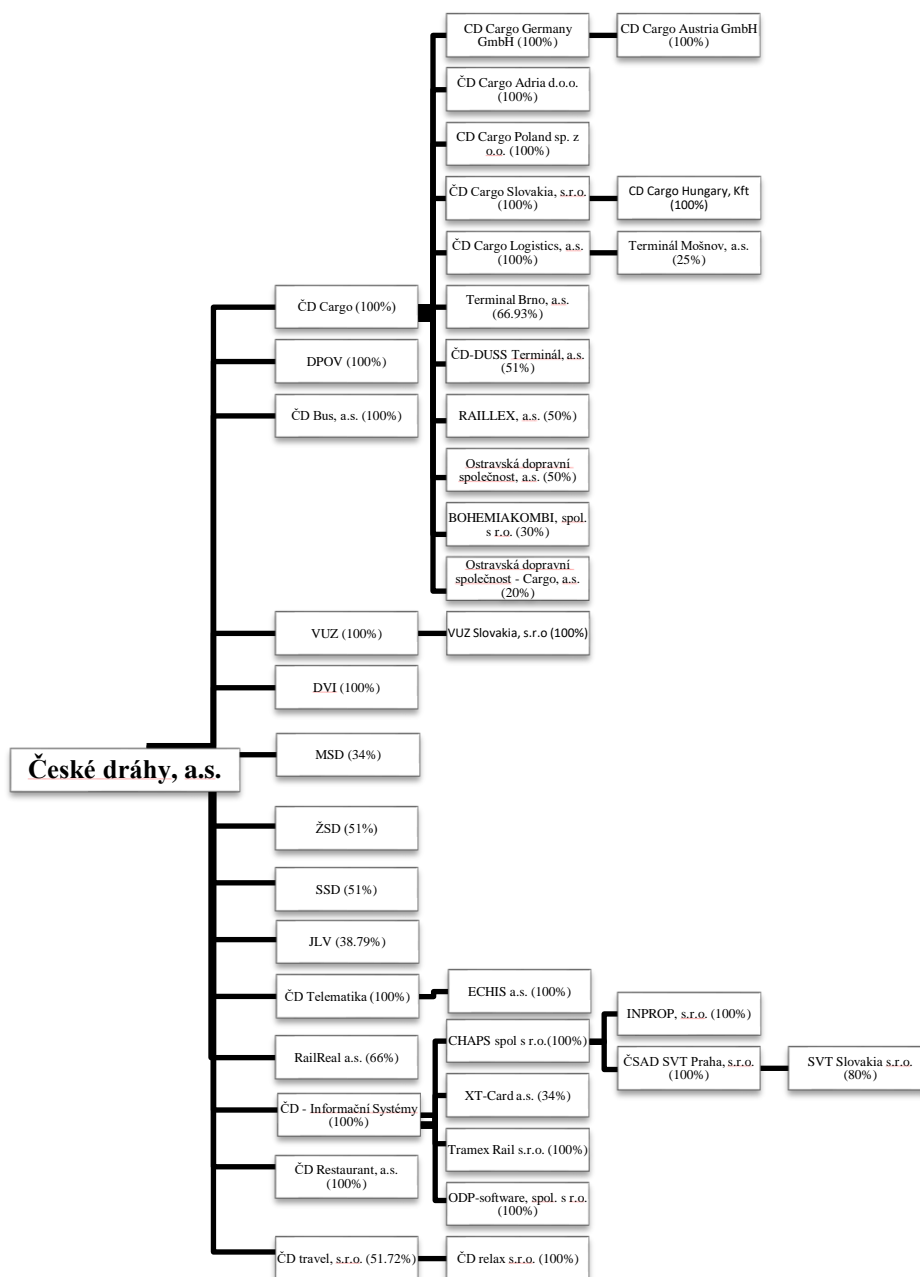 CD Cargo Germany
GmbH (100%)
CD Cargo Austria GmbH
(100%)
ČD Cargo Adria d.o.o.
(100%)
CD Cargo Poland sp. z
o.o. (100%)
ČD Cargo Slovakia, s.r.o.
(100%)
CD Cargo Hungary, Kft
(100%)
ČD Cargo Logistics, a.s.
(100%)
Terminál Mošnov, a.s.
(25%)
ČD Cargo (100%)
Terminal Brno, a.s.
(66.93%)
DPOV (100%)
ČD-DUSS Terminál, a.s.
(51%)
ČD Bus, a.s. (100%)
RAILLEX, a.s. (50%)
Ostravská dopravní
společnost, a.s. (50%)
BOHEMIAKOMBI, spol.
s r.o. (30%)
Ostravská dopravní
společnost - Cargo, a.s.
(20%)
VUZ (100%)
VUZ Slovakia, s.r.o (100%)
DVI (100%)
MSD (34%)
České dráhy, a.s.
ŽSD (51%)
SSD (51%)
JLV (38.79%)
ČD Telematika (100%)
ECHIS a.s. (100%)
INPROP, s.r.o. (100%)
CHAPS spol s r.o.(100%)
RailReal a.s. (66%)
ČSAD SVT Praha, s.r.o.
(100%)
SVT Slovakia s.r.o.
(80%)
XT-Card a.s. (34%)
ČD - Informační Systémy
(100%)
Tramex Rail s.r.o. (100%)
ČD Restaurant, a.s.
(100%)
ODP-software, spol. s r.o.
(100%)
ČD travel, s.r.o. (51.72%)
ČD relax s.r.o. (100%)